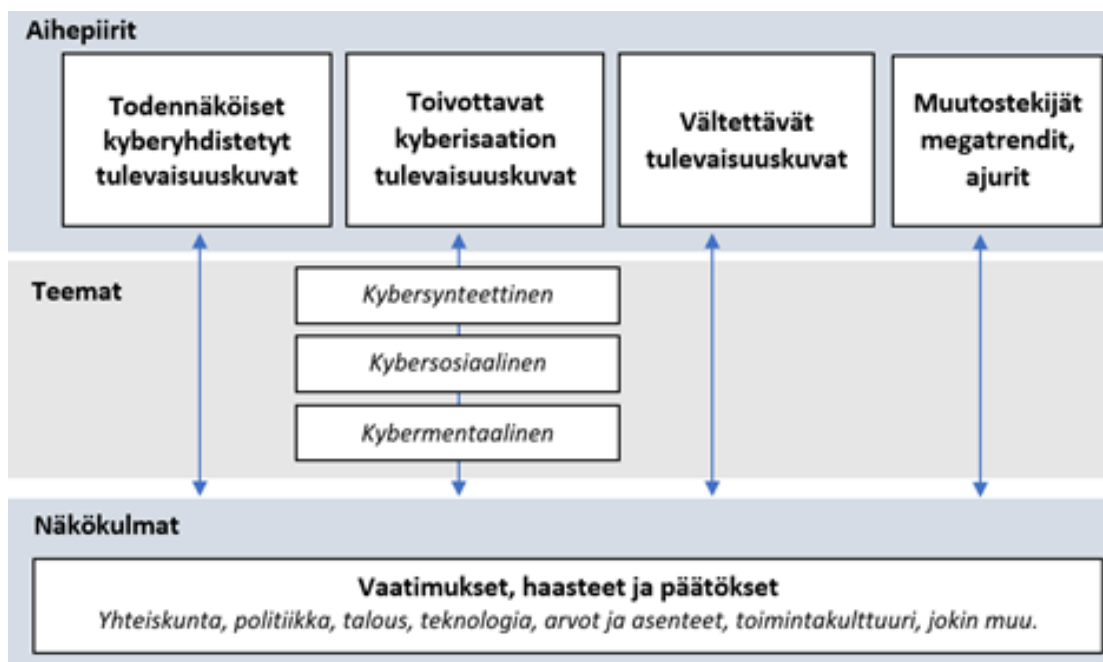 Aihepiirit
Todennäköiset
kyberyhdistetyt
tulevaisuuskuvat
Toivottavat
kyberisaation
tulevaisuuskuvat
Vältettävät
tulevaisuuskuvat
Muutostekijät
megatrendit,
ajurit
Teemat
Kybersynteettinen
Kybersosiaalinen
Kybermentaalinen
Näkökulmat
Vaatimukset, haasteet ja päätökset
Yhteiskunta, politiikka, talous, teknologia, arvot ja asenteet, toimintakulttuuri, jokin muu.